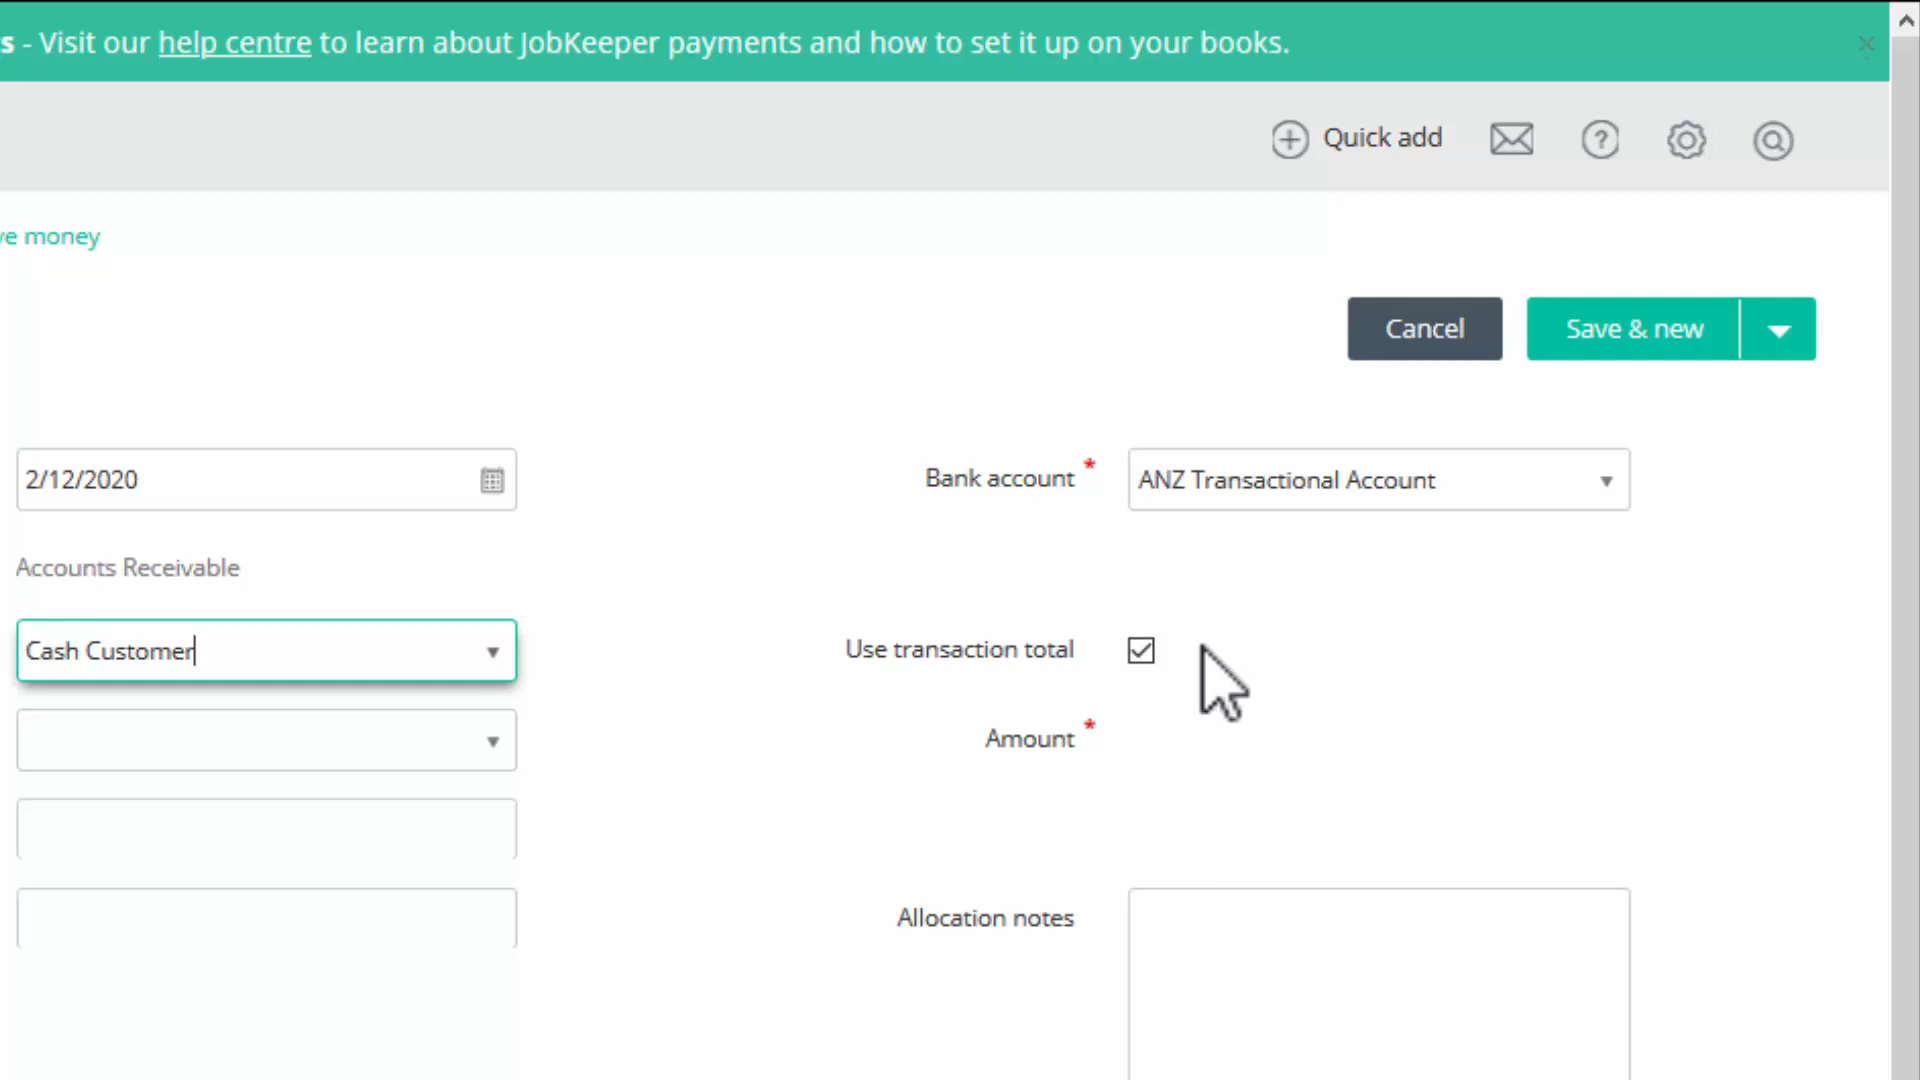 s - Visit our help centre to learn about JobKeeper payments and how to set it up on your books.
Quick add
ve money
Cancel
Save & new
2/12/2020
Bank account *
ANZ Transactional Account
Accounts Receivable
Cash Customer
Use transaction total
Amount *
Allocation notes